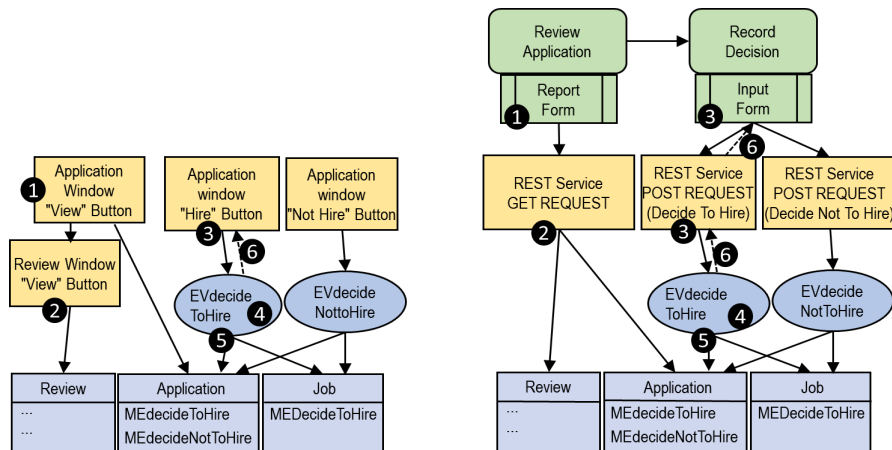 1
Application
Window
"View" Button
Application
window
"Hire" Button
3
Application
window
"Not Hire" Button
Review Window
"View" Button
2
6
EVdecide
ToHire
4
5
EVdecide
NottoHire
Review
...
...
Application
MEdecideToHire
MEdecideNotToHire
Job
MEDecideToHire
Review
Application
Report
Form
1
Record
Decision
Input
Form
3
6
REST Service
GET REQUEST
2
REST Service
POST REQUEST
(Decide To Hire)
3
REST Service
POST REQUEST
(Decide Not To Hire)
6
EVdecide
ToHire
4
5
EVdecide
NotToHire
Review
...
...
Application
MEdecideToHire
MEdecideNotToHire
Job
MEDecideToHire